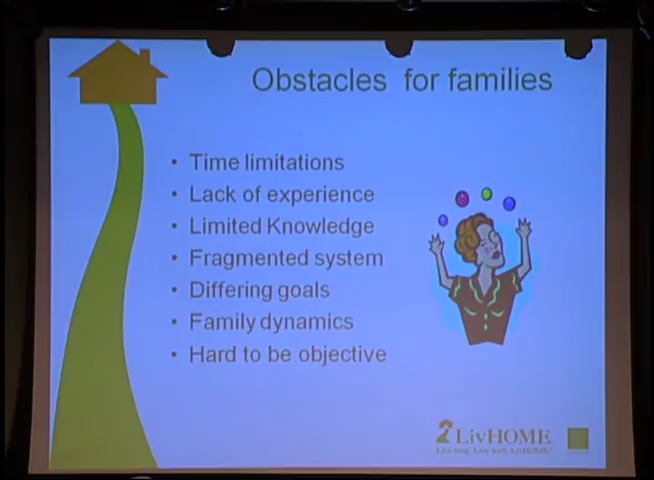 Obstacles for families
• Time limitations
• Lack of experience
• Limited Knowledge
• Fragmented system
• Differing goals
• Family dynamics
• Hard to be objective
LivHOME
Live long. Live well. LivHOME.